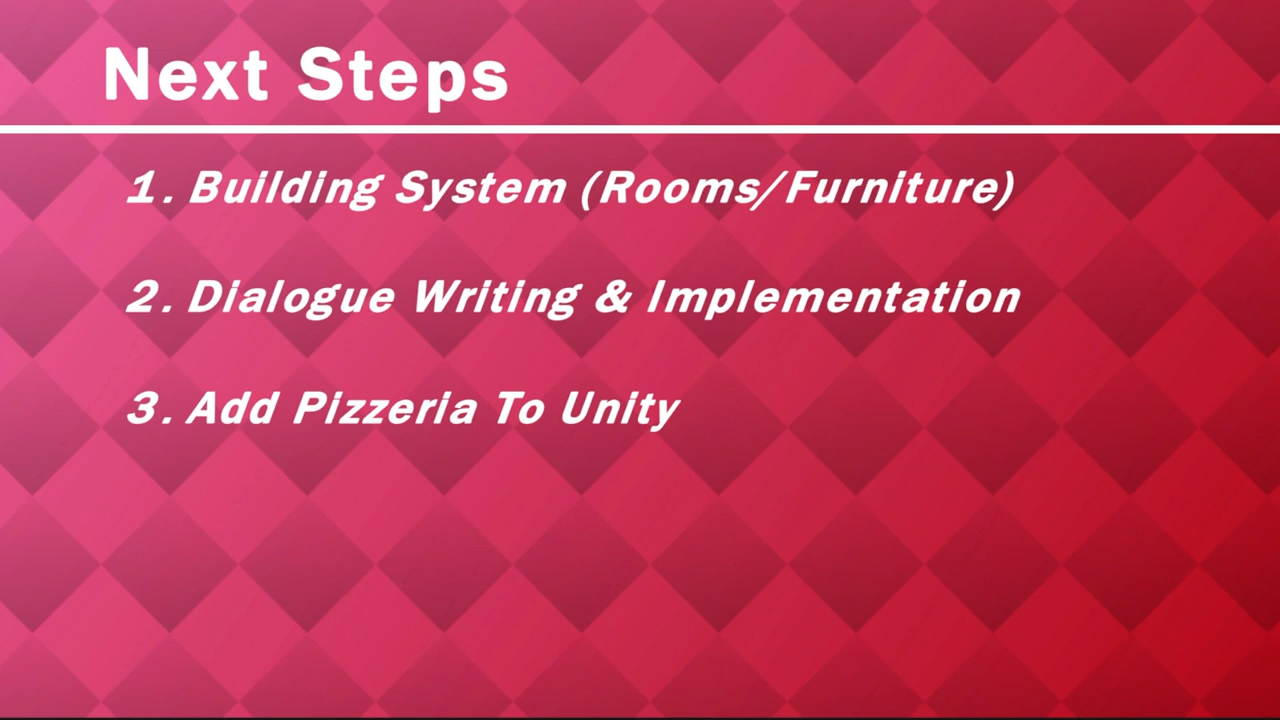 Next Steps
1. Building System (Rooms/Furniture)
2. Dialogue Writing & Implementation
3. Add Pizzeria To Unity